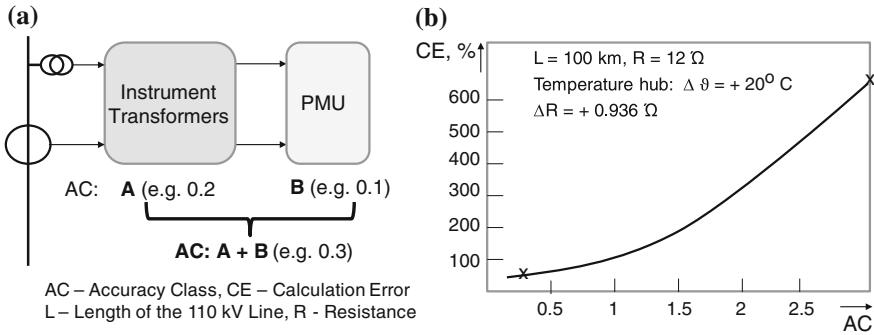 (a)
Instrument
Transformers
PMU
AC: A (e.g. 0.2 B (e.g. 0.1)
AC: A + B (e.g. 0.3)
AC – Accuracy Class, CE – Calculation Error
L – Length of the 110 kV Line, R - Resistance
(b)
CE, %
L = 100 km, R = 12 Ω
Temperature hub: Δ ϑ = + 20⁰ C
ΔR = + 0.936 Ω
600
500
400
300
200
100
0.5 1 1.5 2 2.5
AC